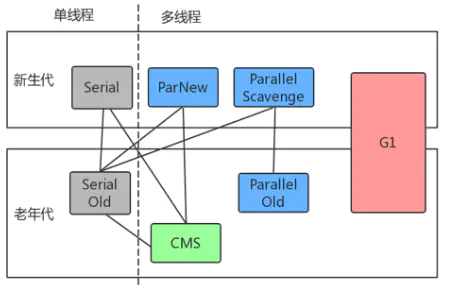 单线程
多线程
新生代
Serial
ParNew
Parallel
Scavenge
G1
老年代
Serial
Old
Parallel
Old
CMS